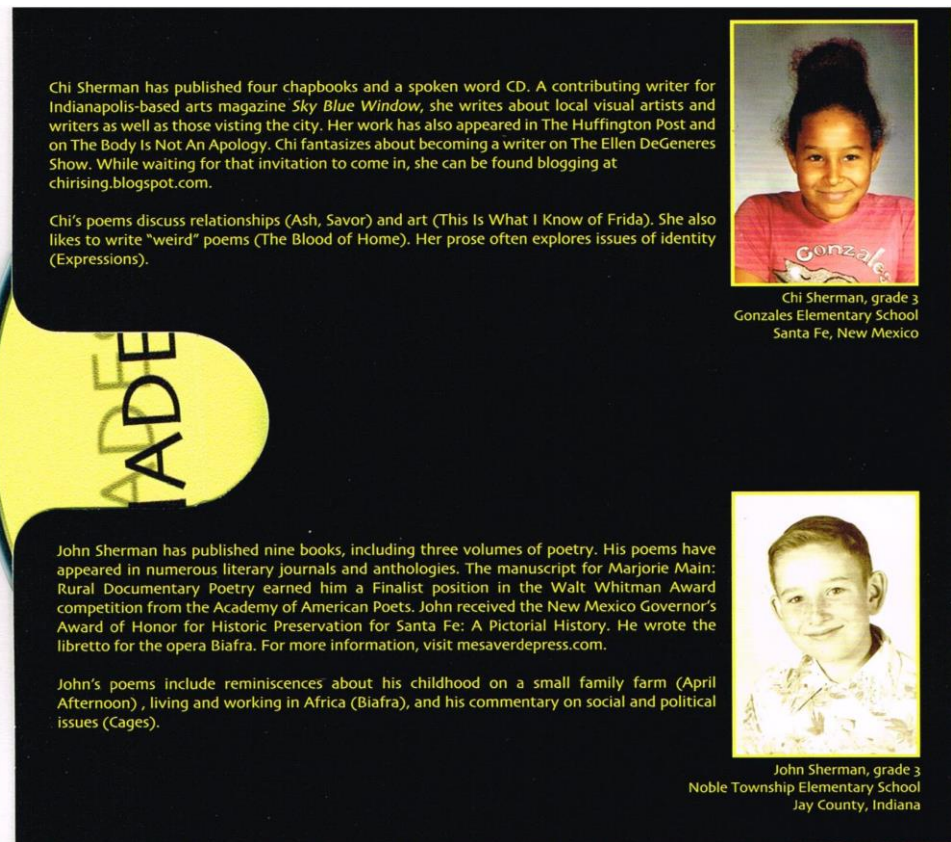 Chi Sherman has published four chapbooks and a spoken word CD. A contributing writer for
Indianapolis-based arts magazine Sky Blue Window, she writes about local visual artists and
writers as well as those visting the city. Her work has also appeared in The Huffington Post and
on The Body Is Not An Apology. Chi fantasizes about becoming a writer on The Ellen DeGeneres
Show. While waiting for that invitation to come in, she can be found blogging at
chirising.blogspot.com.
Chi's poems discuss relationships (Ash, Savor) and art (This Is What I Know of Frida). She also
likes to write "weird" poems (The Blood of Home). Her prose often explores issues of identity
(Expressions).
Gonzales
Chi Sherman, grade 3
Gonzales Elementary School
Santa Fe, New Mexico
ADE
ADE
John Sherman has published nine books, including three volumes of poetry. His poems have
appeared in numerous literary journals and anthologies. The manuscript for Marjorie Main:
Rural Documentary Poetry earned him a Finalist position in the Walt Whitman Award
competition from the Academy of American Poets. John received the New Mexico Governor's
Award of Honor for Historic Preservation for Santa Fe: A Pictorial History. He wrote the
libretto for the opera Biafra. For more information, visit mesaverdepress.com.
John's poems include reminiscences about his childhood on a small family farm (April
Afternoon) , living and working in Africa (Biafra), and his commentary on social and political
issues (Cages).
John Sherman, grade 3
Noble Township Elementary School
Jay County, Indiana